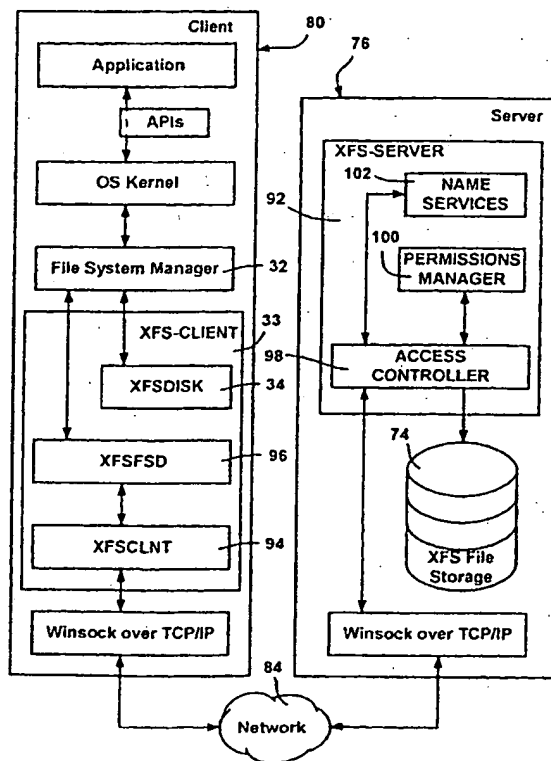 Client
80
Application
APIs
OS Kernel
File System Manager
32
XFS-CLIENT
33
XFSDISK
34
XFSFSD
96
XFSCLNT
94
Winsock over TCP/IP
76
Server
XFS-SERVER
102
NAME
SERVICES
92
100
PERMISSIONS
MANAGER
98
ACCESS
CONTROLLER
74
XFS File
Storage
Winsock over TCP/IP
84
Network